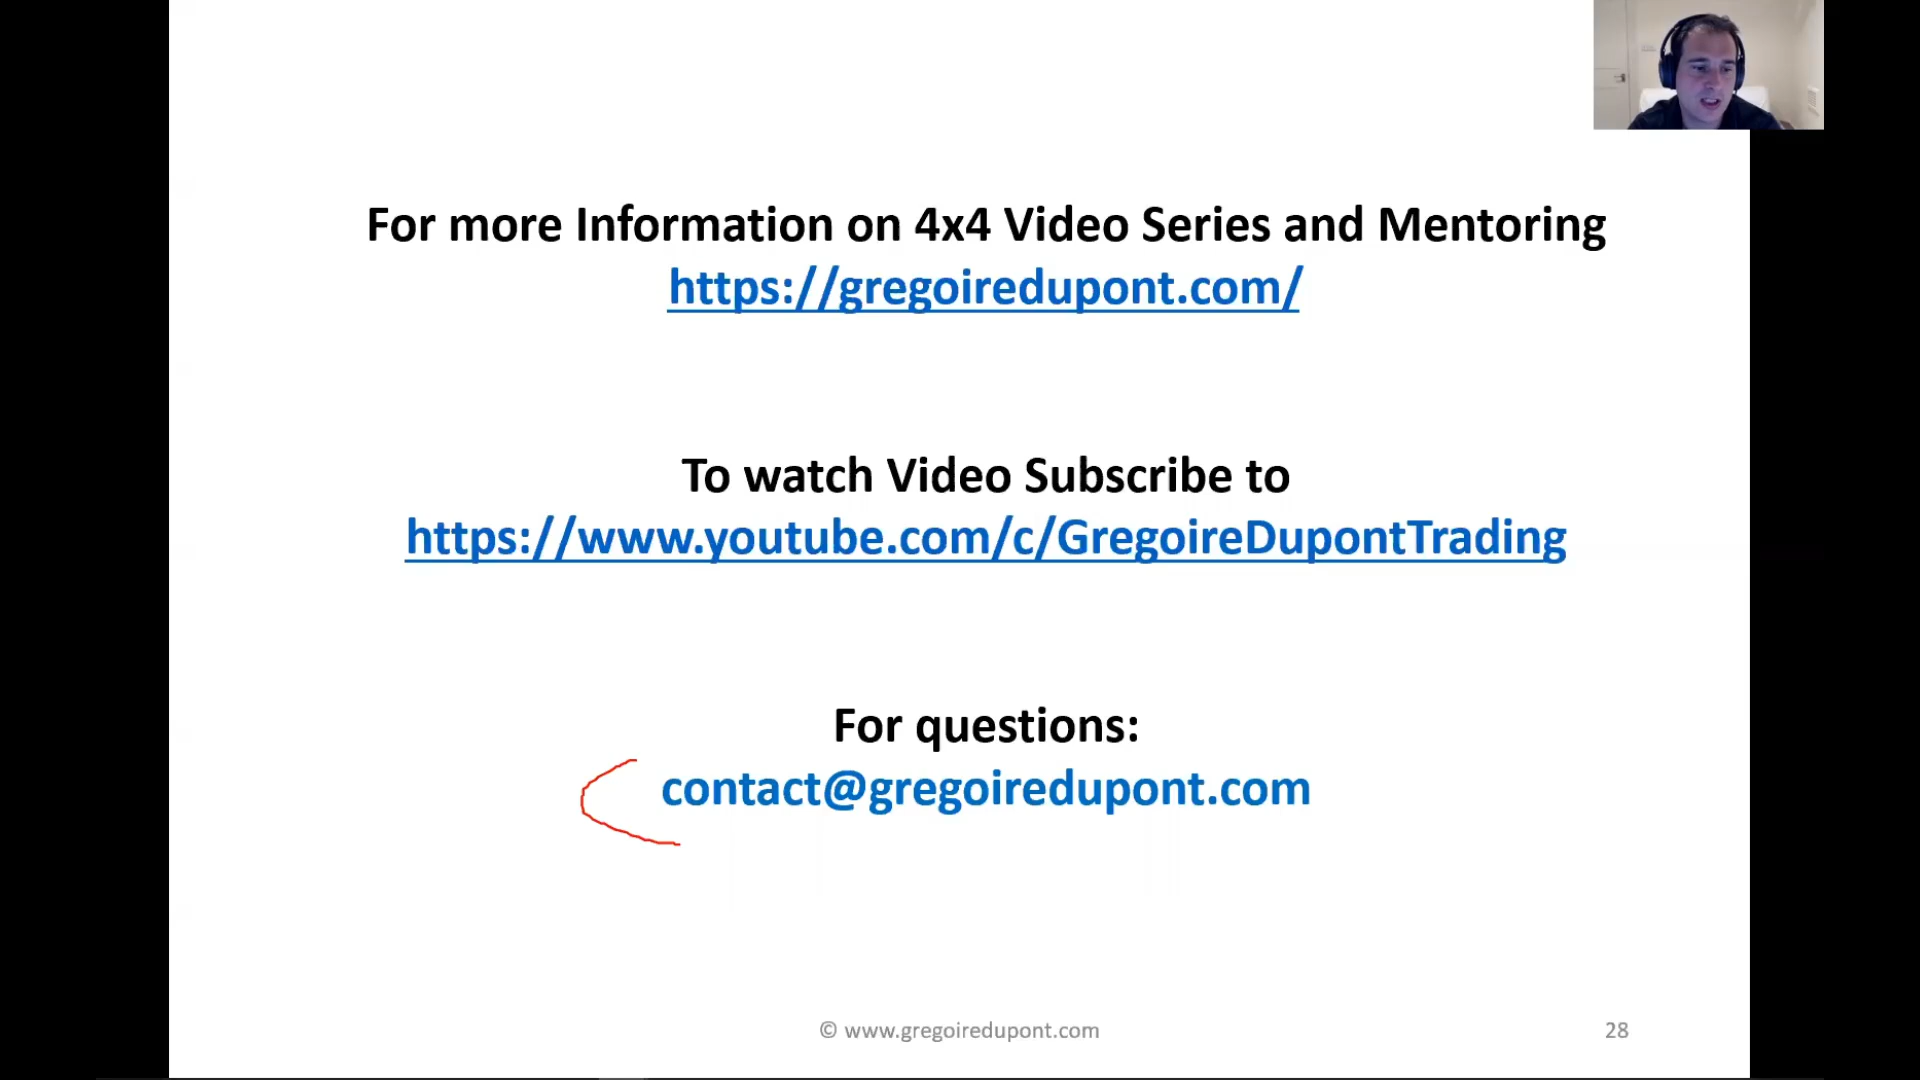 For more Information on 4x4 Video Series and Mentoring
https://gregoiredupont.com/
To watch Video Subscribe to
https://www.youtube.com/c/GregoireDupontTrading
For questions:
contact@gregoiredupont.com
© www.gregoiredupont.com
28